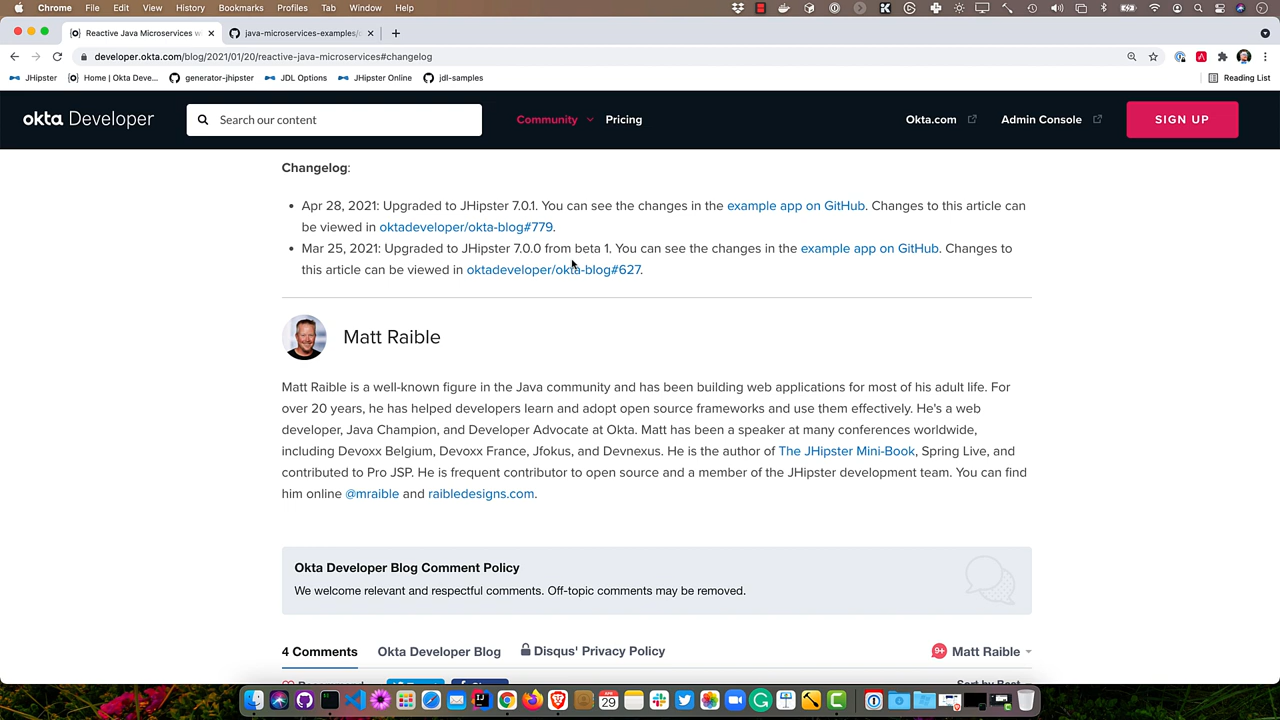 Chrome File Edit View History Bookmarks Profiles Tab Window Help
Reactive Java Microservices w
java-microservices-examples/
developer.okta.com/blog/2021/01/20/reactive-java-microservices#changelog
JHipster Home | Okta Deve... generator-jhipster JDL Options JHipster Online jdl-samples Reading List
okta Developer Search our content Community Pricing Okta.com Admin Console SIGN UP
Changelog:
Apr 28, 2021: Upgraded to JHipster 7.0.1. You can see the changes in the example app on GitHub. Changes to this article can
be viewed in oktadeveloper/okta-blog#779.
Mar 25, 2021: Upgraded to JHipster 7.0.0 from beta 1. You can see the changes in the example app on GitHub. Changes to
this article can be viewed in oktadeveloper/okta-blog#627.
Matt Raible
Matt Raible is a well-known figure in the Java community and has been building web applications for most of his adult life. For
over 20 years, he has helped developers learn and adopt open source frameworks and use them effectively. He's a web
developer, Java Champion, and Developer Advocate at Okta. Matt has been a speaker at many conferences worldwide,
including Devoxx Belgium, Devoxx France, Jfokus, and Devnexus. He is the author of The JHipster Mini-Book, Spring Live, and
contributed to Pro JSP. He is frequent contributor to open source and a member of the JHipster development team. You can find
him online @mraible and raibledesigns.com.
Okta Developer Blog Comment Policy
We welcome relevant and respectful comments. Off-topic comments may be removed.
4 Comments Okta Developer Blog Disqus' Privacy Policy 9+ Matt Raible
Sort by Best
29